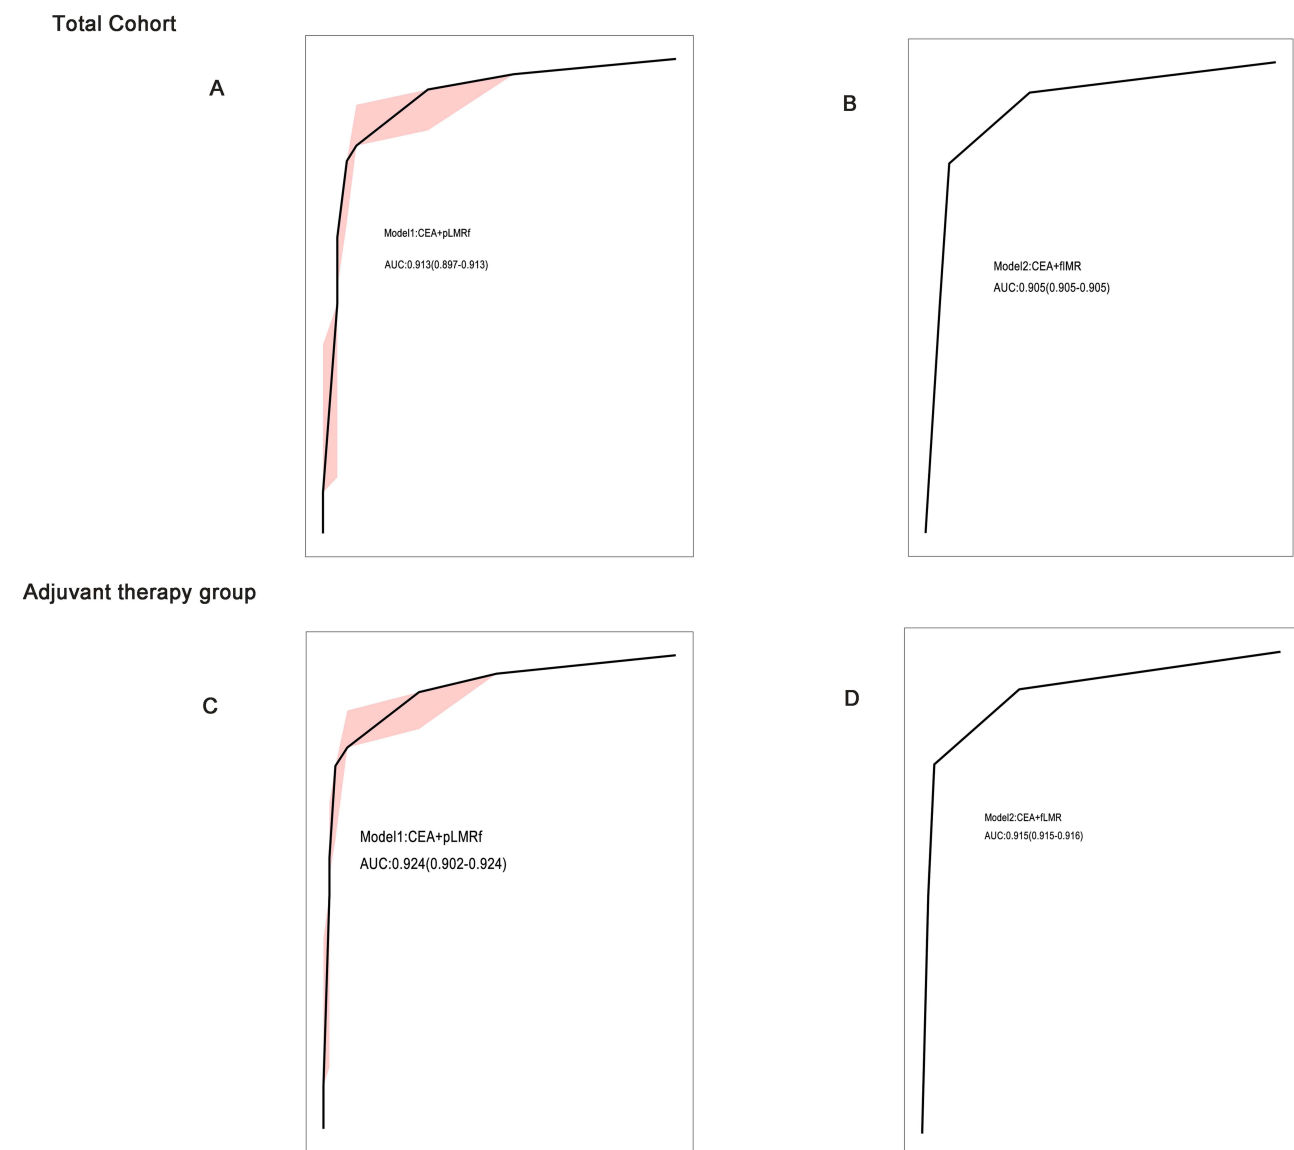 Total Cohort
A
B
Model1:CEA+pLMRf
AUC:0.913(0.897-0.913)
Model2:CEA+fIMR
AUC:0.905(0.905-0.905)
Adjuvant therapy group
C
D
Model1:CEA+pLMRf
AUC:0.924(0.902-0.924)
Model2:CEA+fLMR
AUC:0.915(0.915-0.916)